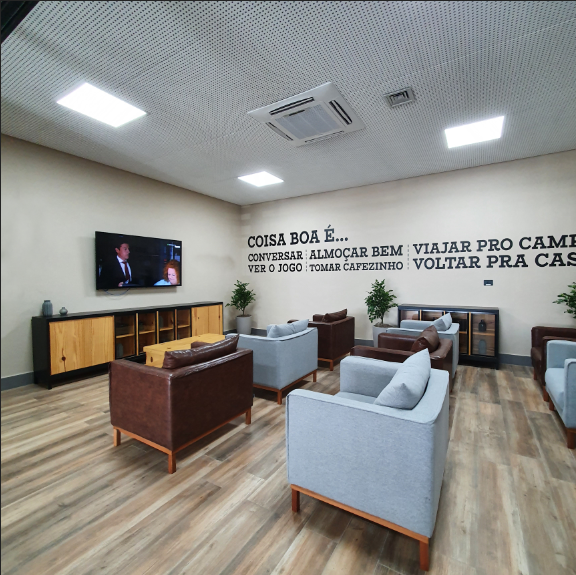 COISA BOA É...
CONVERSAR
VER O JOGO
ALMOÇAR BEM
TOMAR CAFEZINHO
VIAJAR PRO
VOLTAR PRA